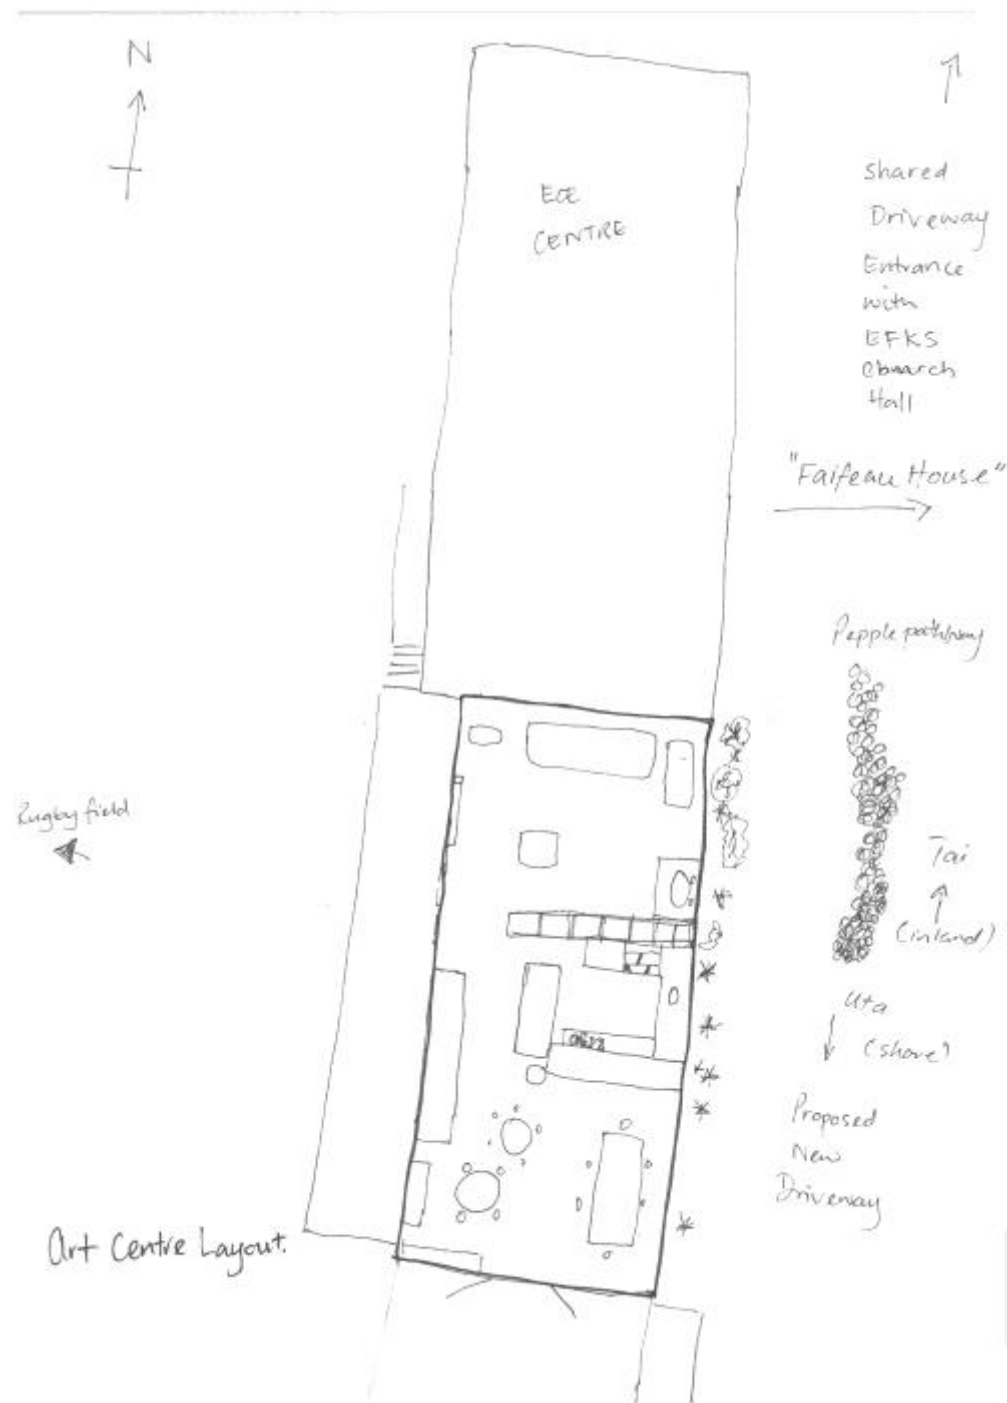 N
ECE
CENTRE
shared
Driveway
Entrance
with
EFKS
Hall
"Faifeau House"
Pepple pathway
Rugby field
Tai
(inland)
Uta
(shore)
Proposed
New
Driveway
Art Centre Layout.